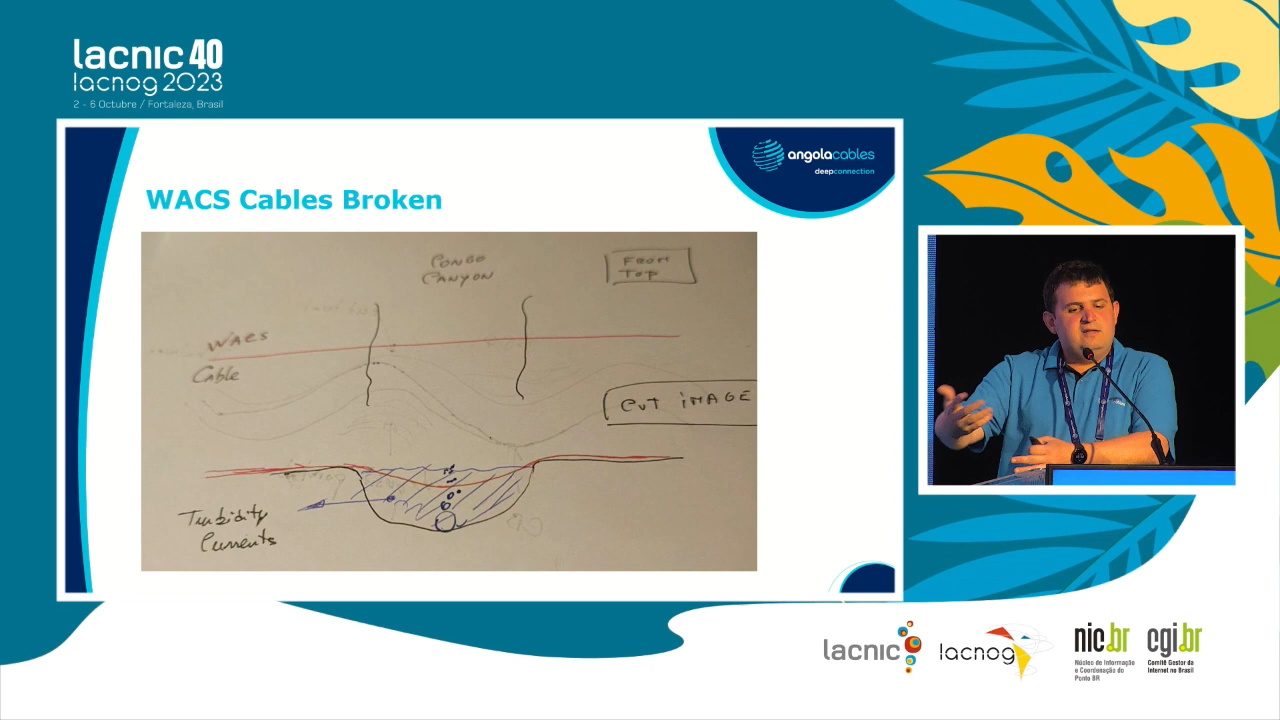 lacnic 40
lacnog 2023
2 - 6 Octubre / Fortaleza, Brasil
angolacables
deepconnection
WACS Cables Broken
CONGO
CANYON
FROM
TOP
WACS
Cable
CUT IMAGE
Turbidity
Currents
lacnic
lacnog
nic.br
Núcleo de Informação
e Coordenação do
Ponto BR
cgi.br
Comitê Gestor da
Internet no Brasil